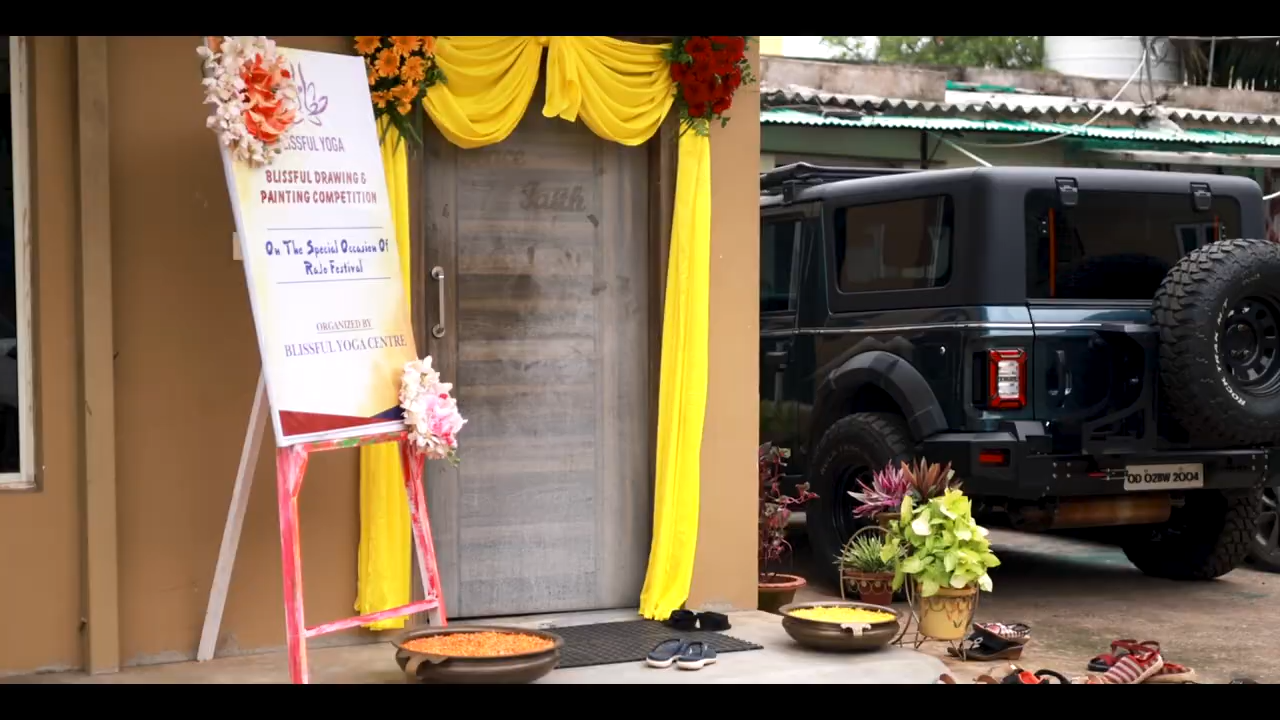 BLISSFUL YOGA
BLISSFUL DRAWING &
PAINTING COMPETITION
On The Special Occasion Of
Rajo Festival
ORGANIZED BY
BLISSFUL YOGA CENTRE
Faith
OD 02BW 2004